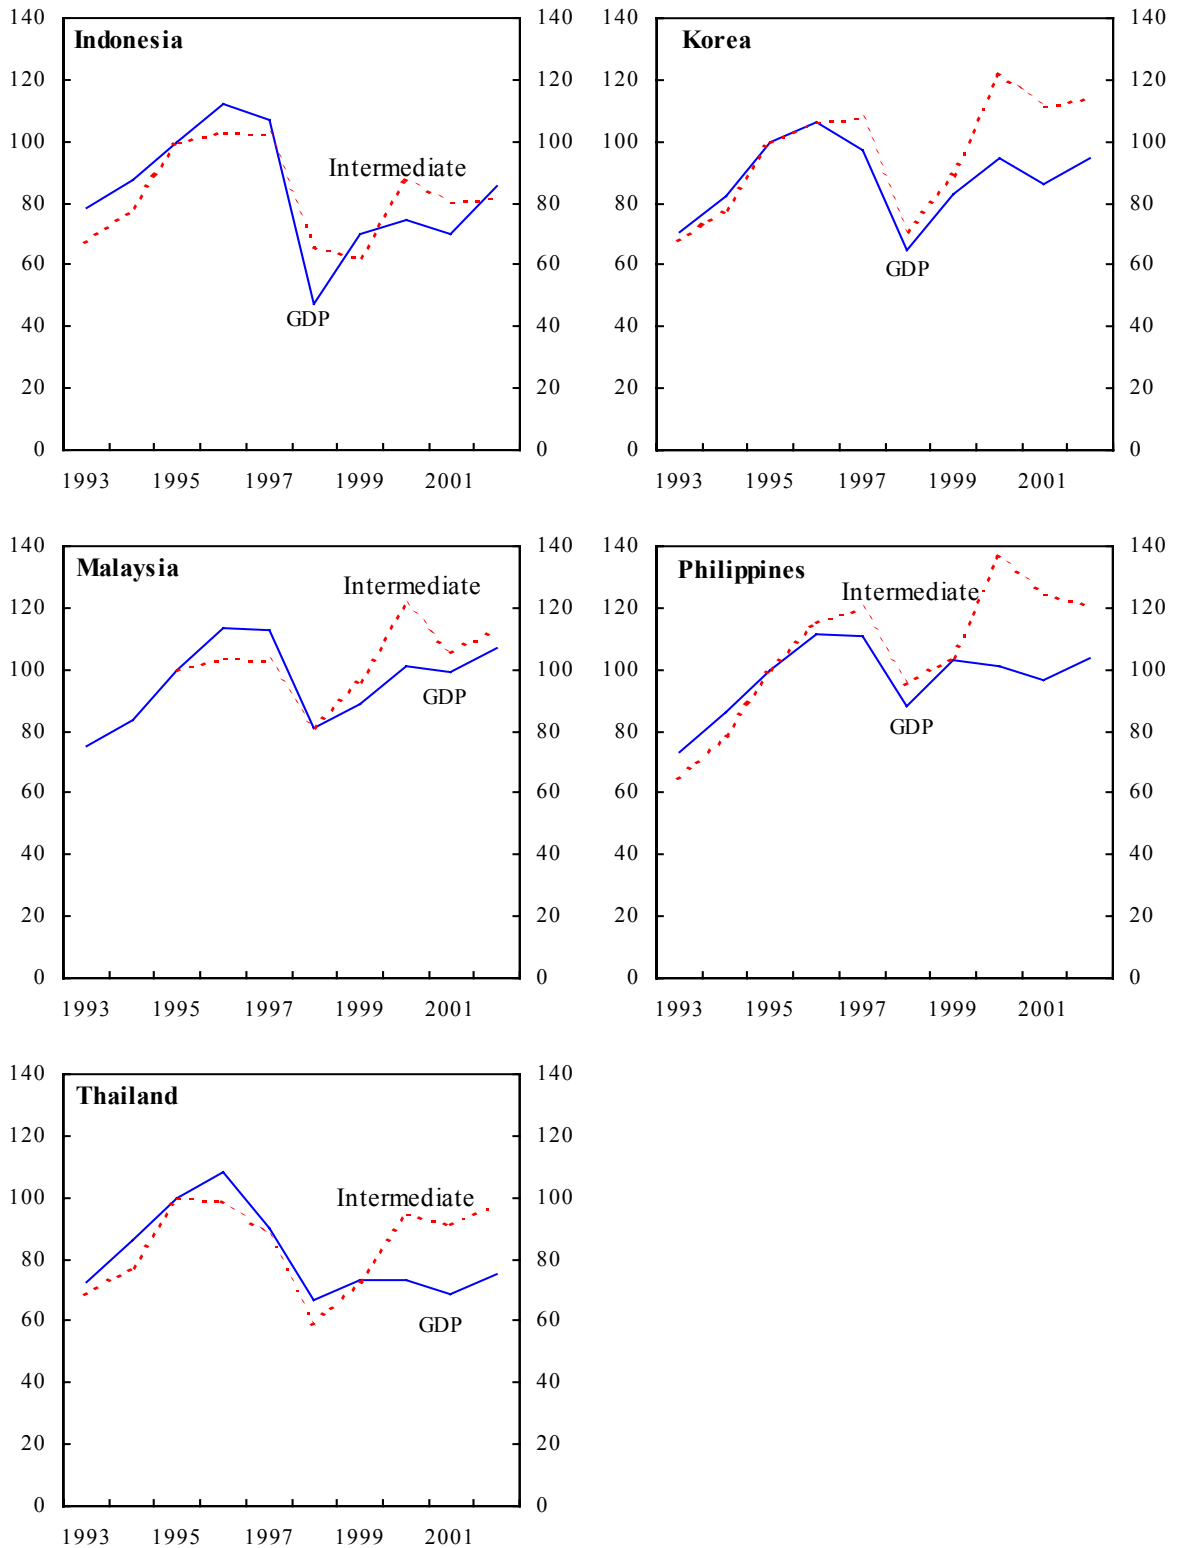 140 140 140 140
Indonesia Korea
120 120 120 120
100 100 100 100
Intermediate
80 80 80 80
60 60 60 60
GDP
GDP
40 40 40 40
20 20 20 20
0 0 0 0
1993 1995 1997 1999 2001 1993 1995 1997 1999 2001
140 140 140 140
Malaysia Philippines
Intermediate Intermediate
120 120 120 120
100 100 100 100
GDP GDP
80 80 80 80
60 60 60 60
40 40 40 40
20 20 20 20
0 0 0 0
1993 1995 1997 1999 2001 1993 1995 1997 1999 2001
140 140
Thailand
120 120
100 Intermediate 100
80 80
60 GDP 60
40 40
20 20
0 0
1993 1995 1997 1999 2001